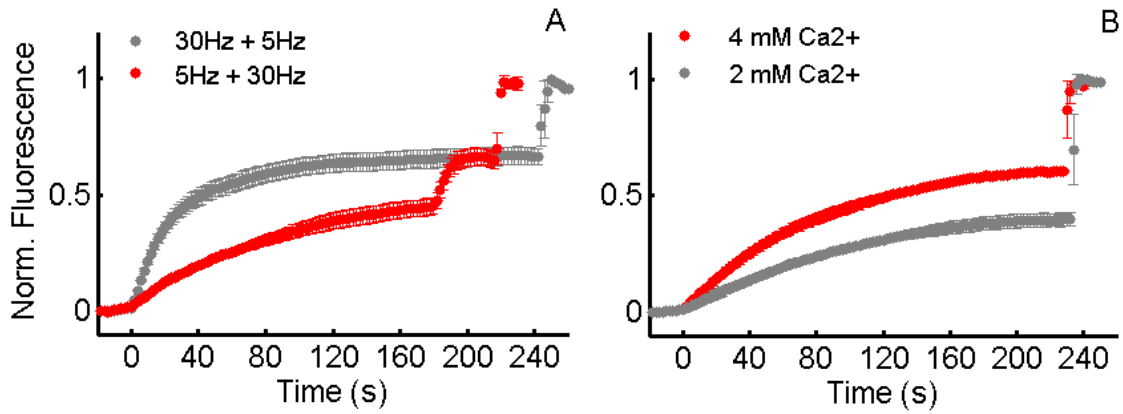 A
30Hz + 5Hz
5Hz + 30Hz
Norm. Fluorescence
1
0.5
0
0 40 80 120 160 200 240
Time (s)
B
4 mM Ca2+
2 mM Ca2+
1
0.5
0
0 40 80 120 160 200 240
Time (s)